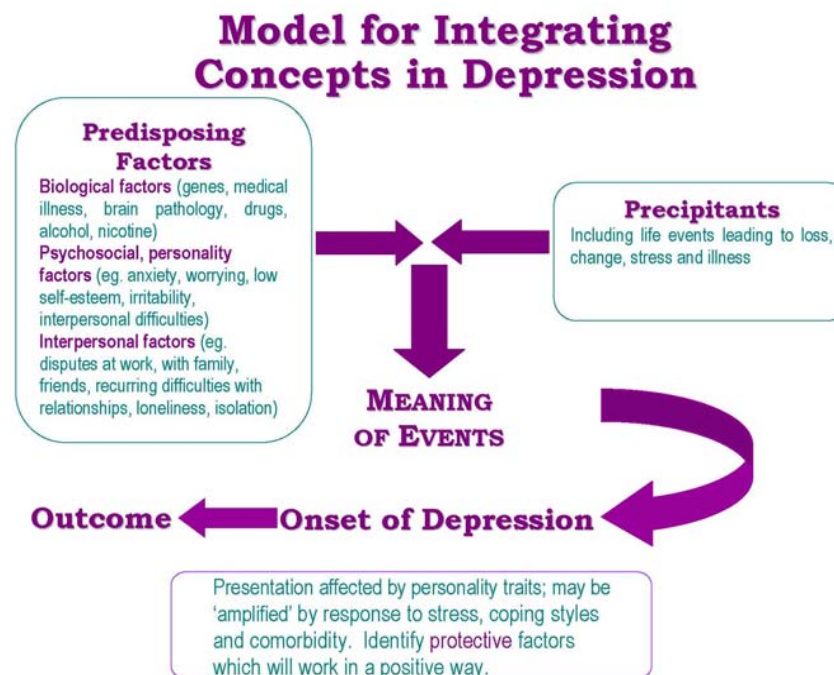 Model for Integrating
Concepts in Depression
Predisposing
Factors
Biological factors (genes, medical
illness, brain pathology, drugs,
alcohol, nicotine)
Psychosocial, personality
factors (eg. anxiety, worrying, low
self-esteem, irritability,
interpersonal difficulties)
Interpersonal factors (eg.
disputes at work, with family,
friends, recurring difficulties with
relationships, loneliness, isolation)
Precipitants
Including life events leading to loss,
change, stress and illness
MEANING
OF EVENTS
Outcome
Onset of Depression
Presentation affected by personality traits; may be
'amplified' by response to stress, coping styles
and comorbidity. Identify protective factors
which will work in a positive way.